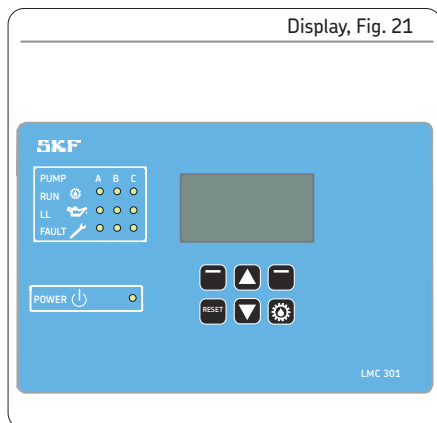 Display, Fig. 21
SKF
PUMP A B C
RUN
LL
FAULT
POWER
RESET
LMC 301